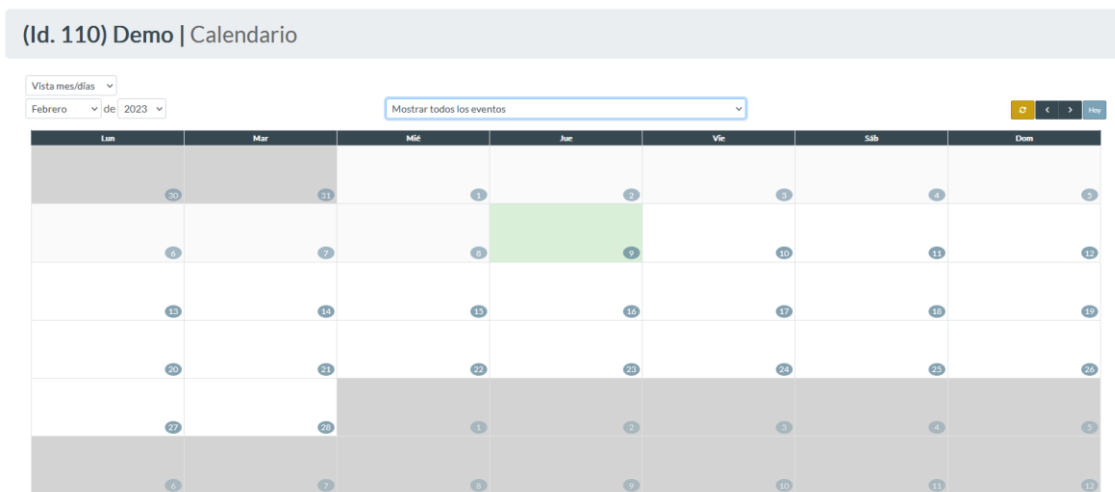 (Id. 110) Demo | Calendario
Vista mes/días
Febrero de 2023 Mostrar todos los eventos Hoy
Lun Mar Mié Jue Vie Sáb Dom
30 31 1 2 3 4 5
6 7 8 9 10 11 12
13 14 15 16 17 18 19
20 21 22 23 24 25 26
27 28 1 2 3 4 5
6 7 8 9 10 11 12